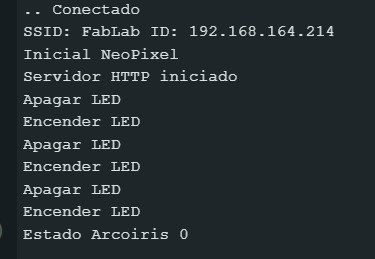 .. Conectado
SSID: FabLab ID: 192.168.164.214
Inicial NeoPixel
Servidor HTTP iniciado
Apagar LED
Encender LED
Apagar LED
Encender LED
Apagar LED
Encender LED
Estado Arcoiris 0